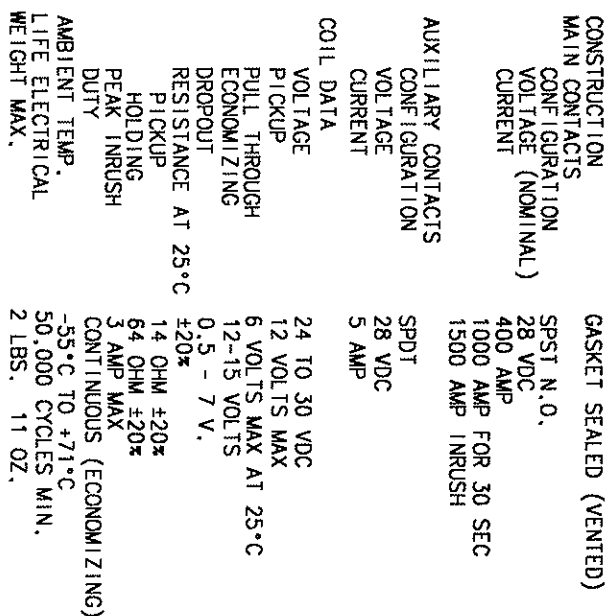 CONSTRUCTION GASKET SEALED (VENTED)
MAIN CONTACTS
CONFIGURATION SPST N.O.
VOLTAGE (NOMINAL) 28 VDC
CURRENT 400 AMP
1000 AMP FOR 30 SEC
1500 AMP INRUSH
AUXILIARY CONTACTS
CONFIGURATION SPDT
VOLTAGE 28 VDC
CURRENT 5 AMP
COIL DATA
VOLTAGE 24 TO 30 VDC
PICKUP 12 VOLTS MAX
PULL THROUGH 6 VOLTS MAX AT 25°C
ECONOMIZING 12-15 VOLTS
DROPOUT 0.5 - 7 V.
RESISTANCE AT 25°C ±20%
PICKUP 14 OHM ±20%
HOLDING 64 OHM ±20%
PEAK INRUSH 3 AMP MAX
DUTY CONTINUOUS (ECONOMIZING)
AMBIENT TEMP. -55°C TO +71°C
LIFE ELECTRICAL 50,000 CYCLES MIN.
WEIGHT MAX. 2 LBS. 11 OZ.